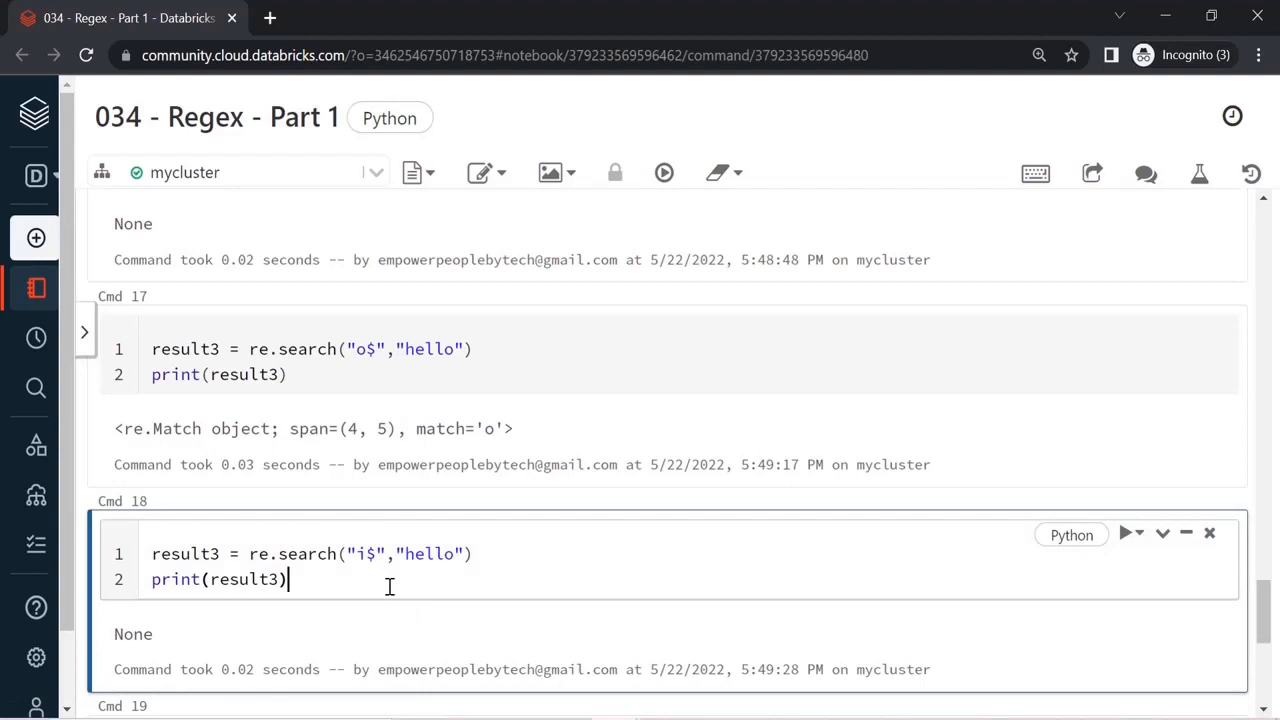 034 - Regex - Part 1 - Databricks
Incognito (3)
community.cloud.databricks.com/?o=3462546750718753#notebook/379233569596462/command/379233569596480
034 - Regex - Part 1
Python
D
mycluster
None
Command took 0.02 seconds -- by empowerpeoplebytech@gmail.com at 5/22/2022, 5:48:48 PM on mycluster
Cmd 17
1 result3 = re.search("o$","hello")
2 print(result3)
<re.Match object; span=(4, 5), match='o'>
Command took 0.03 seconds -- by empowerpeoplebytech@gmail.com at 5/22/2022, 5:49:17 PM on mycluster
Cmd 18
Python
1 result3 = re.search("i$","hello")
2 print(result3)
None
Command took 0.02 seconds -- by empowerpeoplebytech@gmail.com at 5/22/2022, 5:49:28 PM on mycluster
Cmd 19